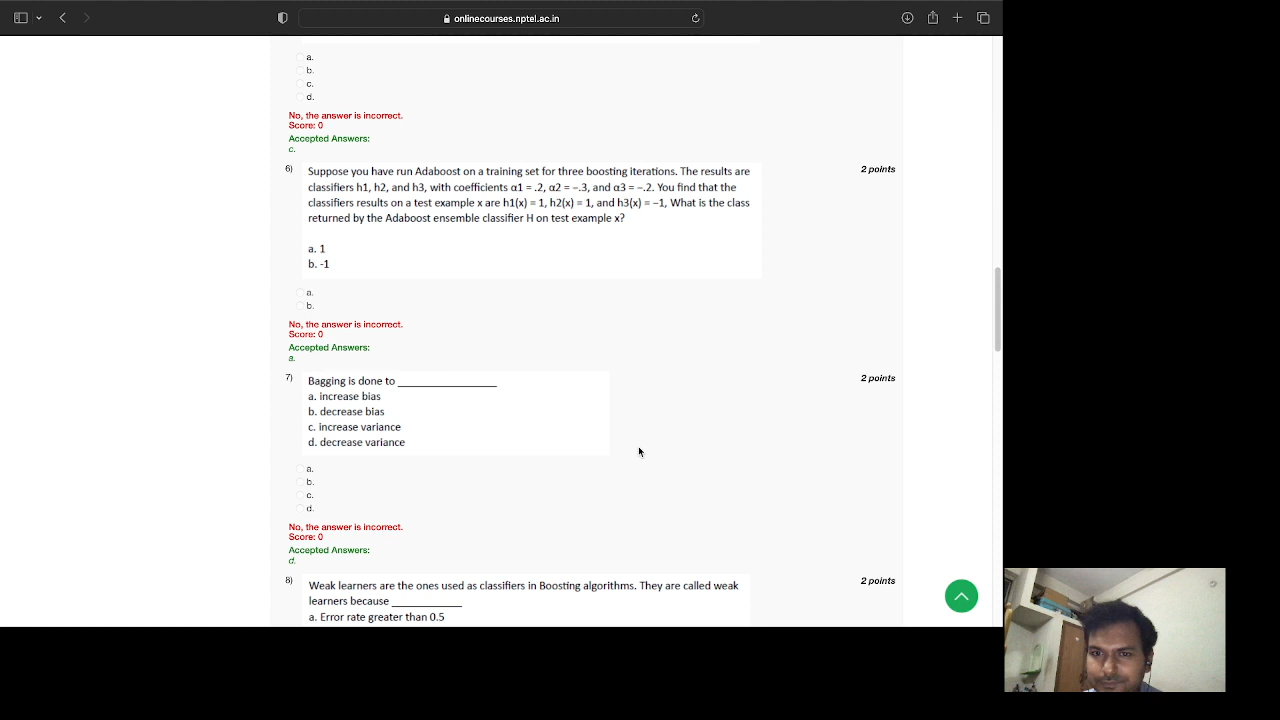 onlinecourses.nptel.ac.in
a.
b.
c.
d.
No, the answer is incorrect.
Score: 0
Accepted Answers:
c.
6)
Suppose you have run Adaboost on a training set for three boosting iterations. The results are
classifiers h1, h2, and h3, with coefficients α1 = .2, α2 = −.3, and α3 = −.2. You find that the
classifiers results on a test example x are h1(x) = 1, h2(x) = 1, and h3(x) = −1, What is the class
returned by the Adaboost ensemble classifier H on test example x?
2 points
a. 1
b. -1
a.
b.
No, the answer is incorrect.
Score: 0
Accepted Answers:
a.
7)
Bagging is done to __________________
2 points
a. increase bias
b. decrease bias
c. increase variance
d. decrease variance
a.
b.
c.
d.
No, the answer is incorrect.
Score: 0
Accepted Answers:
d.
8)
Weak learners are the ones used as classifiers in Boosting algorithms. They are called weak
learners because _____________
2 points
a. Error rate greater than 0.5